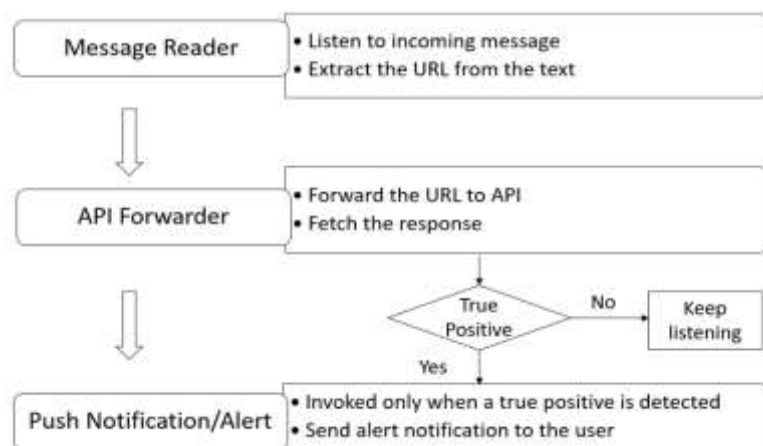 Message Reader
• Listen to incoming message
• Extract the URL from the text
API Forwarder
• Forward the URL to API
• Fetch the response
True
Positive
No
Keep
listening
Yes
Push Notification/Alert
• Invoked only when a true positive is detected
• Send alert notification to the user